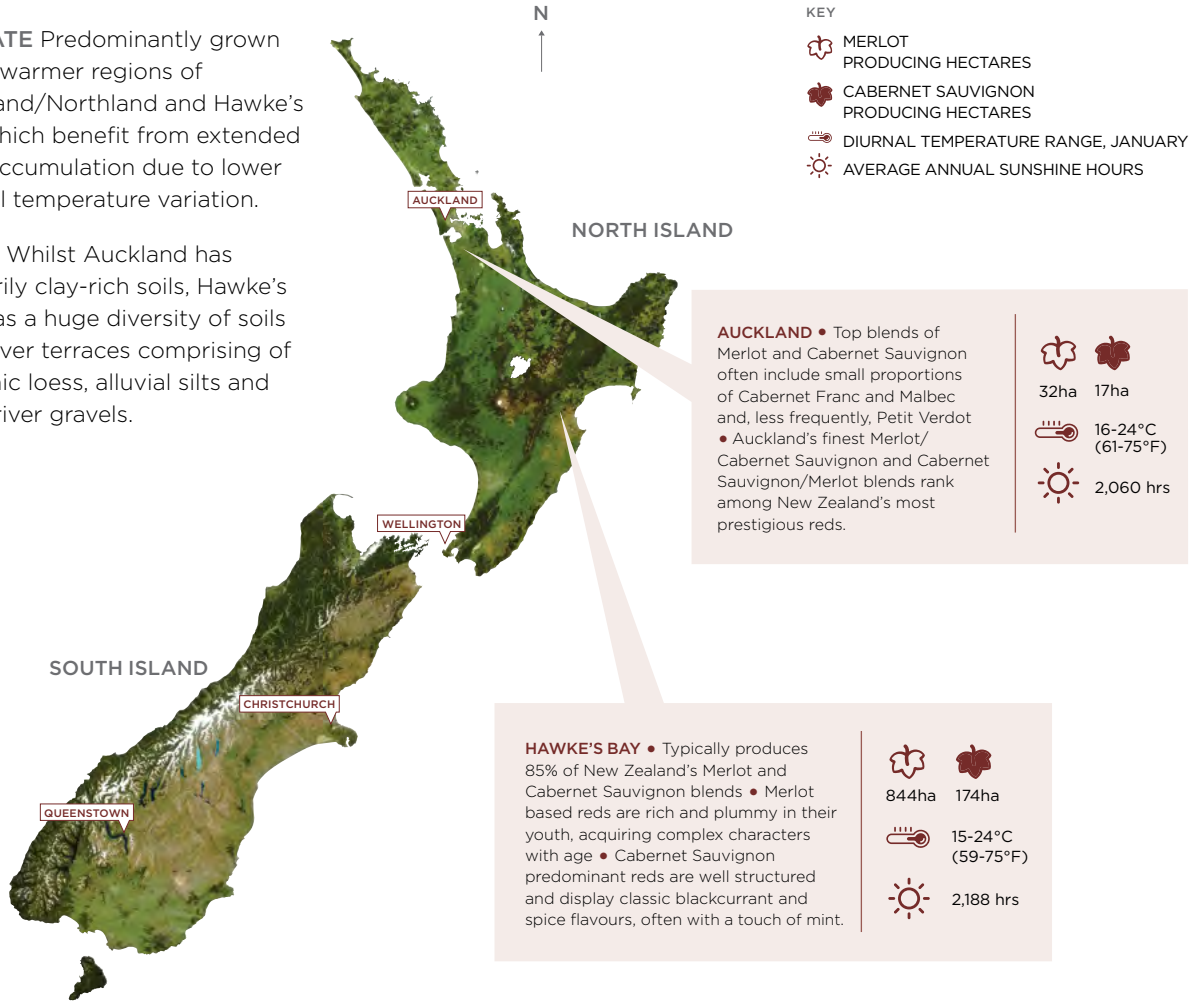 ATE Predominantly grown
warmer regions of
and/Northland and Hawke's
which benefit from extended
accumulation due to lower
l temperature variation.
Whilst Auckland has
rily clay-rich soils, Hawke's
as a huge diversity of soils
ver terraces comprising of
nic loess, alluvial silts and
river gravels.
N
KEY
MERLOT
PRODUCING HECTARES
CABERNET SAUVIGNON
PRODUCING HECTARES
DIURNAL TEMPERATURE RANGE, JANUARY
AVERAGE ANNUAL SUNSHINE HOURS
AUCKLAND
NORTH ISLAND
AUCKLAND • Top blends of
Merlot and Cabernet Sauvignon
often include small proportions
of Cabernet Franc and Malbec
and, less frequently, Petit Verdot
• Auckland's finest Merlot/
Cabernet Sauvignon and Cabernet
Sauvignon/Merlot blends rank
among New Zealand's most
prestigious reds.
32ha 17ha
16-24°C
(61-75°F)
2,060 hrs
WELLINGTON
SOUTH ISLAND
CHRISTCHURCH
QUEENSTOWN
HAWKE'S BAY • Typically produces
85% of New Zealand's Merlot and
Cabernet Sauvignon blends • Merlot
based reds are rich and plummy in their
youth, acquiring complex characters
with age • Cabernet Sauvignon
predominant reds are well structured
and display classic blackcurrant and
spice flavours, often with a touch of mint.
844ha 174ha
15-24°C
(59-75°F)
2,188 hrs